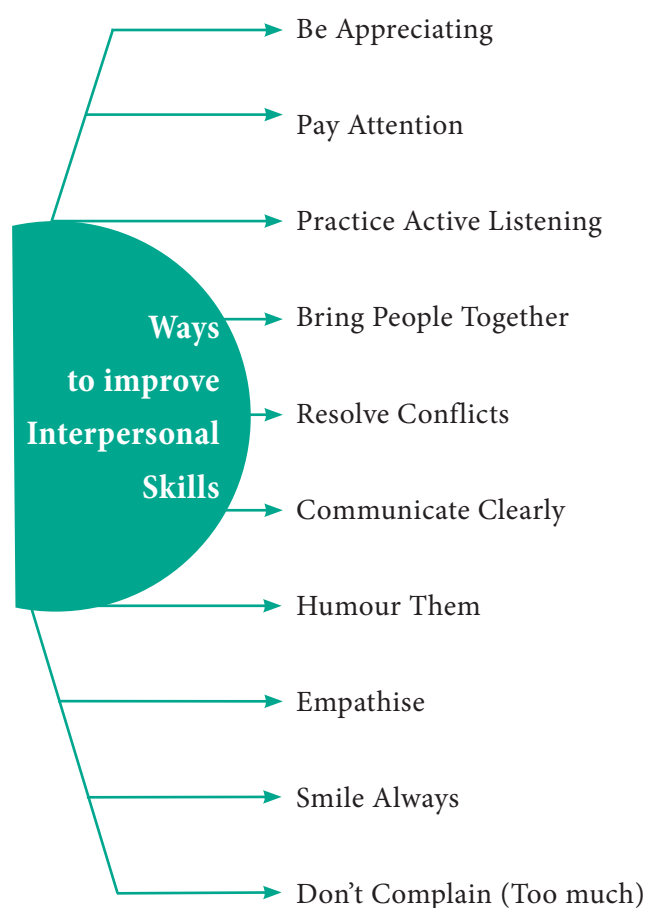 Be Appreciating
Pay Attention
Practice Active Listening
Ways
to improve
Interpersonal
Skills
Bring People Together
Resolve Conflicts
Communicate Clearly
Humour Them
Empathise
Smile Always
Don't Complain (Too much)